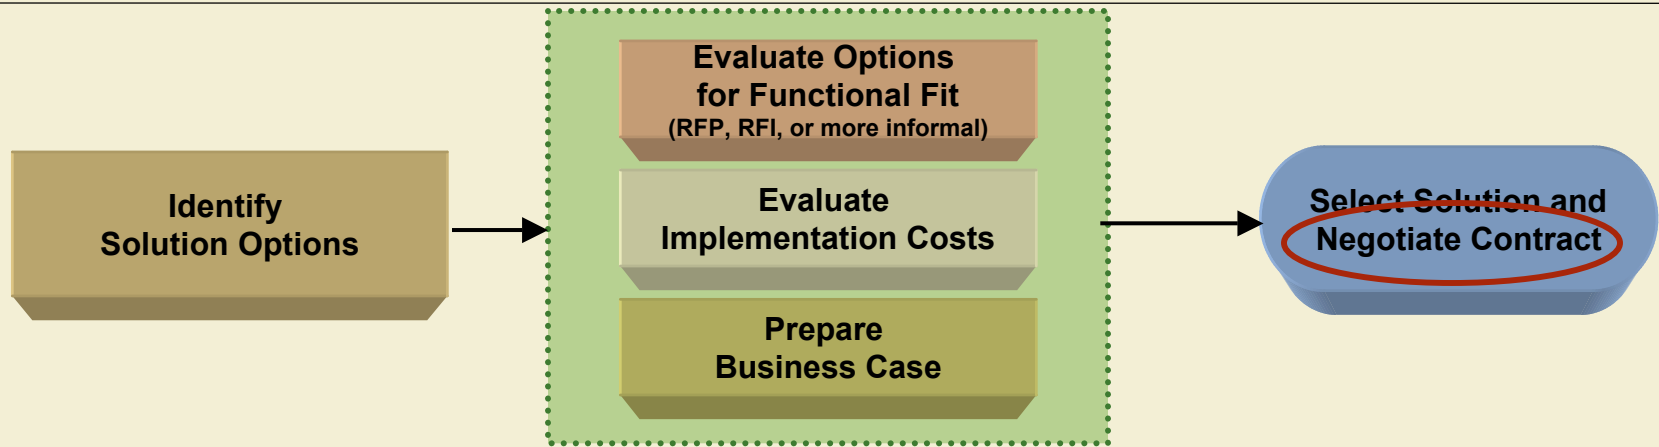 Identify
Solution Options
Evaluate Options
for Functional Fit
(RFP, RFI, or more informal)
Evaluate
Implementation Costs
Prepare
Business Case
Select Solution and
Negotiate Contract